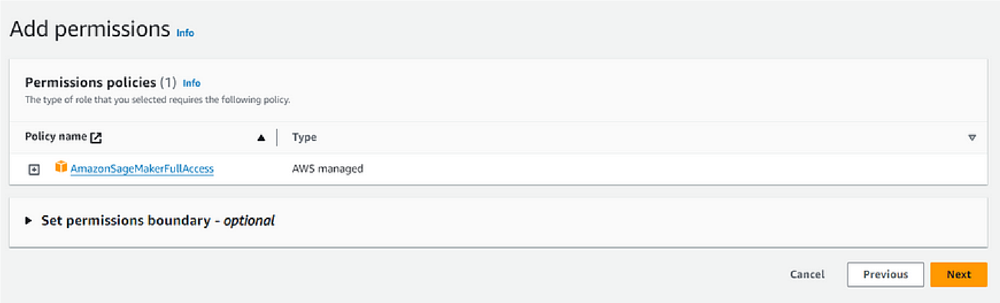 Add permissions Info
Permissions policies (1) Info
The type of role that you selected requires the following policy.
Policy name Type
AmazonSageMakerFullAccess AWS managed
Set permissions boundary - optional
Cancel Previous Next